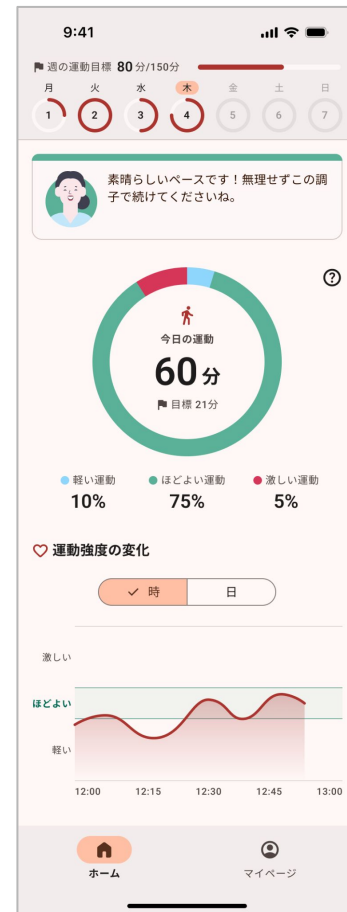 9:41
週の運動目標 80 分/150分
月 火 水 木 金 土 日
1 2 3 4 5 6 7
素晴らしいペースです！無理せずこの調
子で続けてくださいね。
?
今日の運動
60 分
目標 21分
軽い運動 ほどよい運動 激しい運動
10% 75% 5%
運動強度の変化
時 日
激しい
ほどよい
軽い
12:00 12:15 12:30 12:45 13:00
ホーム マイページ